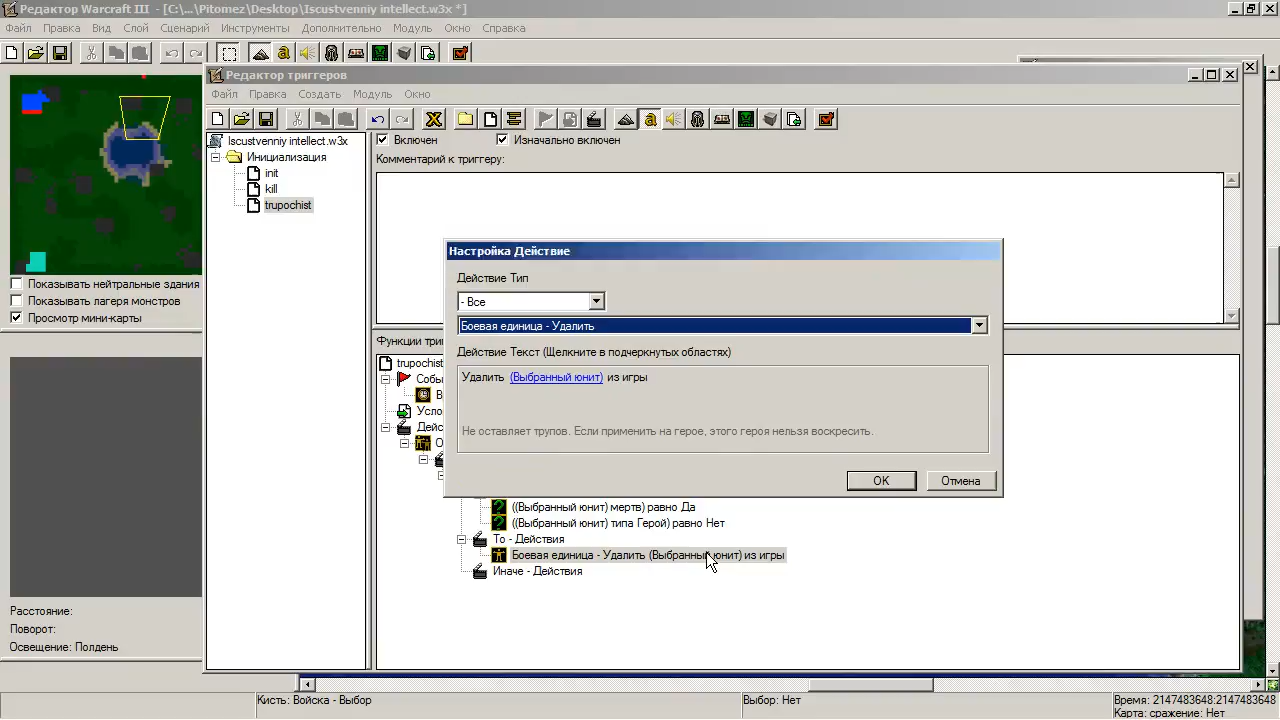 Редактор Warcraft III - [C:\...\Pitomez\Desktop\Iscustvenniy intellect.w3x *]
Файл Правка Вид Слой Сценарий Инструменты Дополнительно Модуль Окно Справка
Редактор триггеров
Файл Правка Создать Модуль Окно
Iscustvenniy intellect.w3x
Инициализация
init
kill
trupochist
Включен Изначально включен
Комментарий к триггеру:
Показывать нейтральные здания
Показывать лагеря монстров
Просмотр мини-карты
Настройка Действие
Действие Тип
- Все
Боевая единица - Удалить
Действие Текст (Щелкните в подчеркнутых областях)
Удалить (Выбранный юнит) из игры
Не оставляет трупов. Если применить на герое, этого героя нельзя воскресить.
OK Отмена
Функции три
trupochist
Собы
В
Усло
Дейс
О
((Выбранный юнит) мертв) равно Да
((Выбранный юнит) типа Герой) равно Нет
То - Действия
Боевая единица - Удалить (Выбранный юнит) из игры
Иначе - Действия
Расстояние:
Поворот:
Освещение: Полдень
Кисть: Войска - Выбор
Выбор: Нет
Время: 2147483648:2147483648
Карта: сражение: Нет